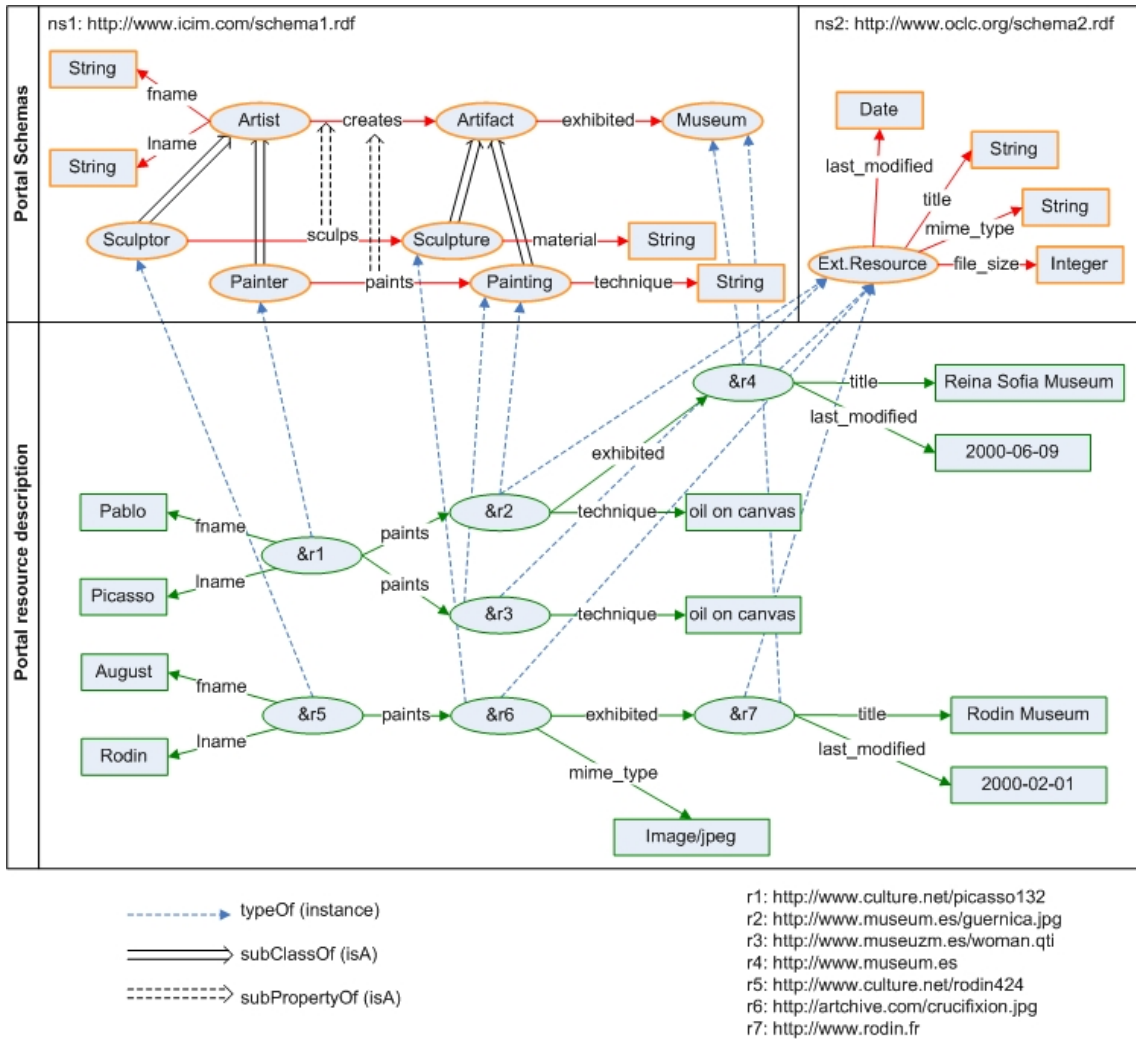 ns1: http://www.icim.com/schema1.rdf
ns2: http://www.oclc.org/schema2.rdf
Portal Schemas
String
fname
Artist
creates
Artifact
exhibited
Museum
String
lname
Sculptor
sculps
Sculpture
material
String
Painter
paints
Painting
technique
String
Date
last_modified
String
title
String
mime_type
Ext.Resource
file_size
Integer
Portal resource description
&r4
title
Reina Sofia Museum
last_modified
2000-06-09
exhibited
Pablo
fname
&r1
lname
Picasso
paints
&r2
technique
oil on canvas
paints
&r3
technique
oil on canvas
August
fname
&r5
lname
Rodin
paints
&r6
exhibited
&r7
title
Rodin Museum
last_modified
2000-02-01
mime_type
Image/jpeg
typeOf (instance)
subClassOf (isA)
subPropertyOf (isA)
r1: http://www.culture.net/picasso132
r2: http://www.museum.es/guernica.jpg
r3: http://www.museuzm.es/woman.qti
r4: http://www.museum.es
r5: http://www.culture.net/rodin424
r6: http://artchive.com/crucifixion.jpg
r7: http://www.rodin.fr